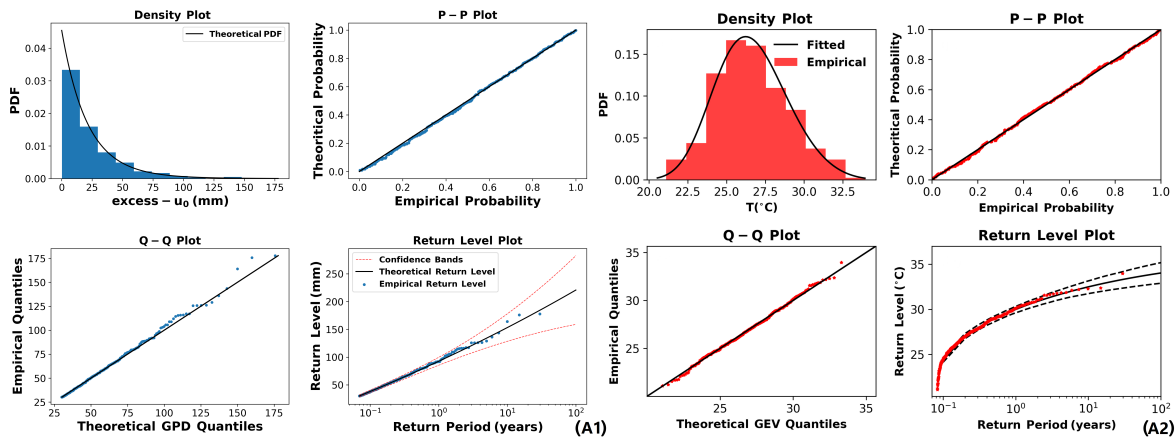 Density Plot
Theoretical PDF
PDF
0.04
0.03
0.02
0.01
0.00
0 25 50 75 100 125 150 175
excess − u0 (mm)
P − P Plot
Theoritical Probability
1.0
0.8
0.6
0.4
0.2
0.0
0.0 0.2 0.4 0.6 0.8 1.0
Empirical Probability
Density Plot
Fitted
Empirical
PDF
0.15
0.10
0.05
0.00
20.0 22.5 25.0 27.5 30.0 32.5
T(°C)
P − P Plot
Theoritical Probability
1.0
0.8
0.6
0.4
0.2
0.0
0.0 0.2 0.4 0.6 0.8 1.0
Empirical Probability
Q − Q Plot
Empirical Quantiles
175
150
125
100
75
50
25
25 50 75 100 125 150 175
Theoretical GPD Quantiles
Return Level Plot
Confidence Bands
Theoretical Return Level
Empirical Return Level
Return Level (mm)
250
200
150
100
50
10−1 100 101 102
Return Period (years)
(A1)
Q − Q Plot
Empirical Quantiles
35
30
25
25 30 35
Theoretical GEV Quantiles
Return Level Plot
Return Level (°C)
35
30
25
10−1 100 101 102
Return Period (years)
(A2)